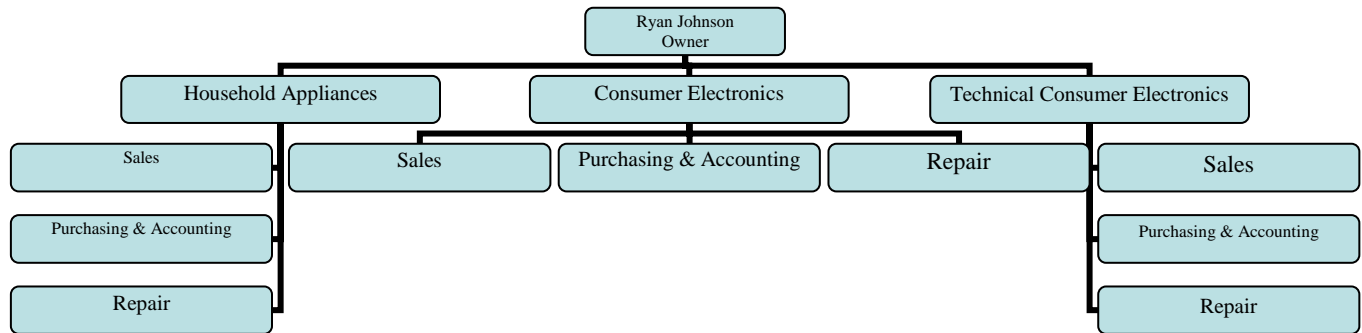 Ryan Johnson
Owner
Household Appliances
Consumer Electronics
Technical Consumer Electronics
Sales
Sales
Purchasing & Accounting
Repair
Sales
Purchasing & Accounting
Purchasing & Accounting
Repair
Repair